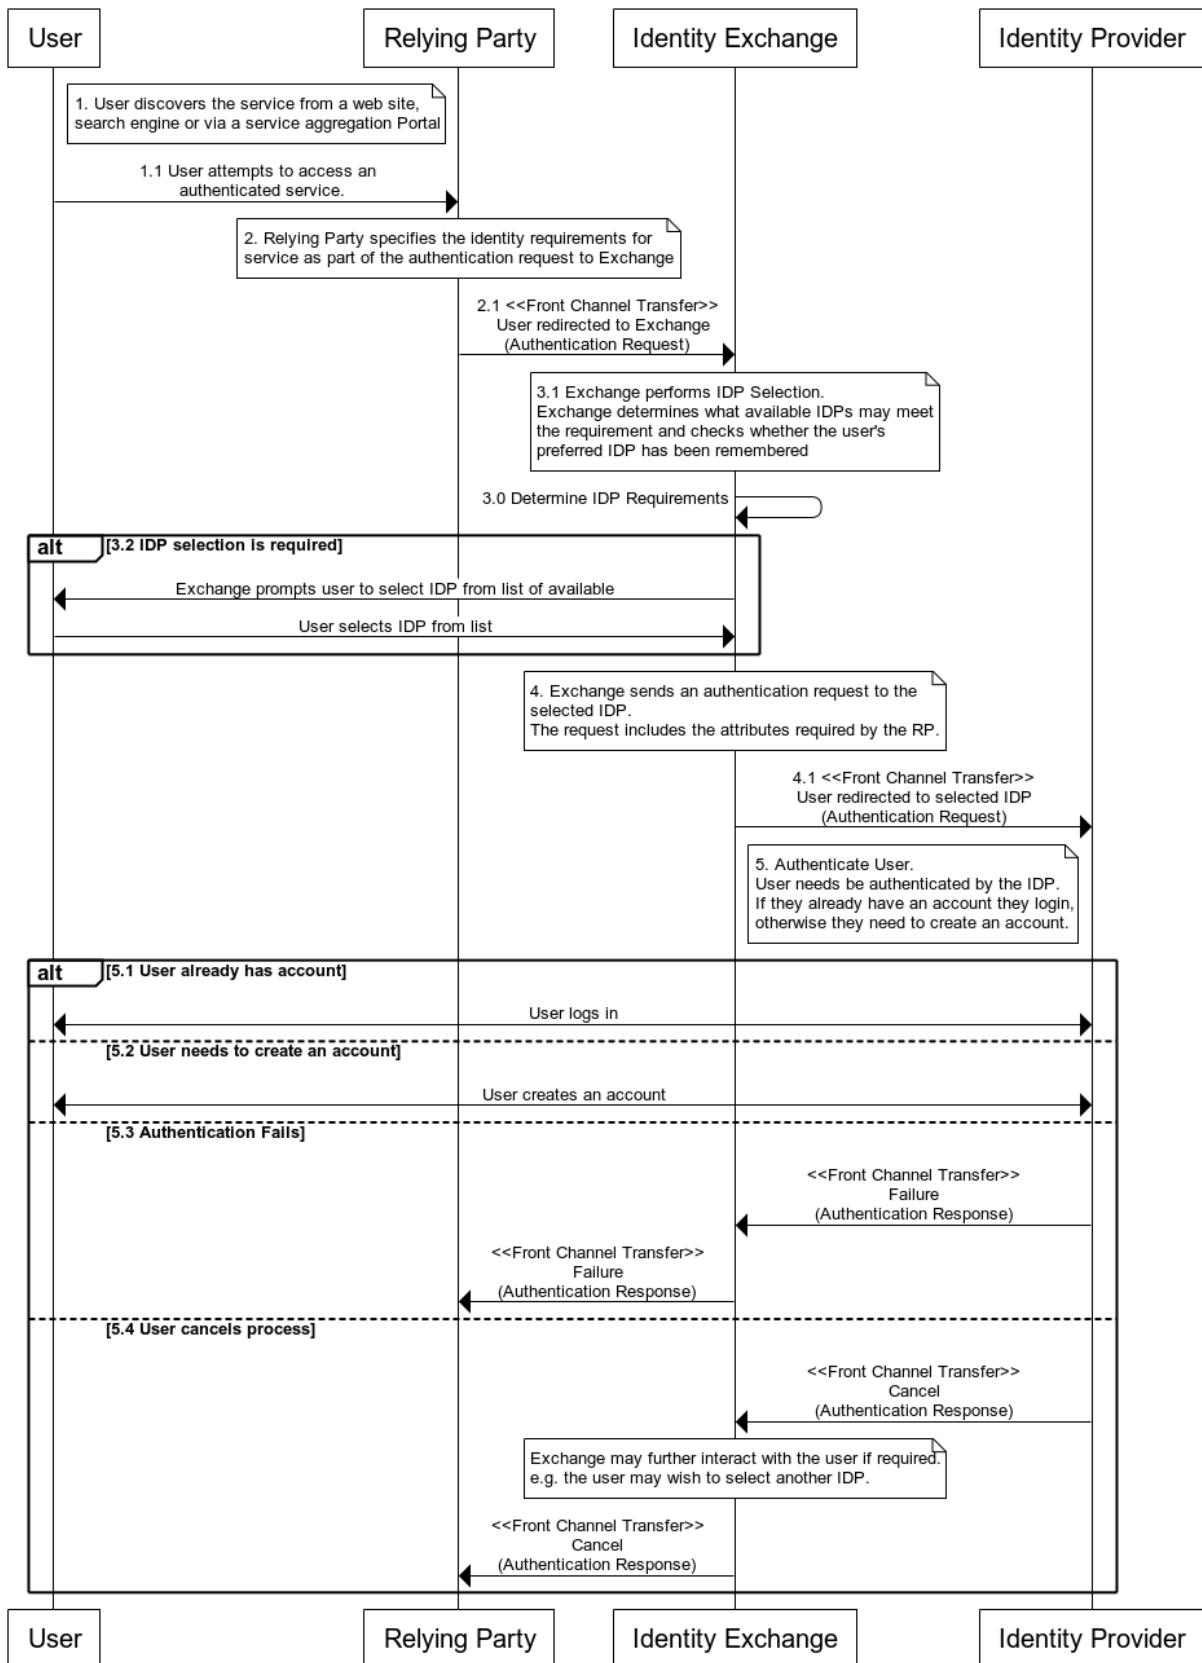 User
Relying Party
Identity Exchange
Identity Provider
1. User discovers the service from a web site,
search engine or via a service aggregation Portal
1.1 User attempts to access an
authenticated service.
2. Relying Party specifies the identity requirements for
service as part of the authentication request to Exchange
2.1 <<Front Channel Transfer>>
User redirected to Exchange
(Authentication Request)
3.1 Exchange performs IDP Selection.
Exchange determines what available IDPs may meet
the requirement and checks whether the user's
preferred IDP has been remembered
3.0 Determine IDP Requirements
alt
[3.2 IDP selection is required]
Exchange prompts user to select IDP from list of available
User selects IDP from list
4. Exchange sends an authentication request to the
selected IDP.
The request includes the attributes required by the RP.
4.1 <<Front Channel Transfer>>
User redirected to selected IDP
(Authentication Request)
5. Authenticate User.
User needs be authenticated by the IDP.
If they already have an account they login,
otherwise they need to create an account.
alt
[5.1 User already has account]
User logs in
[5.2 User needs to create an account]
User creates an account
[5.3 Authentication Fails]
<<Front Channel Transfer>>
Failure
(Authentication Response)
<<Front Channel Transfer>>
Failure
(Authentication Response)
[5.4 User cancels process]
<<Front Channel Transfer>>
Cancel
(Authentication Response)
Exchange may further interact with the user if required.
e.g. the user may wish to select another IDP.
<<Front Channel Transfer>>
Cancel
(Authentication Response)
User
Relying Party
Identity Exchange
Identity Provider